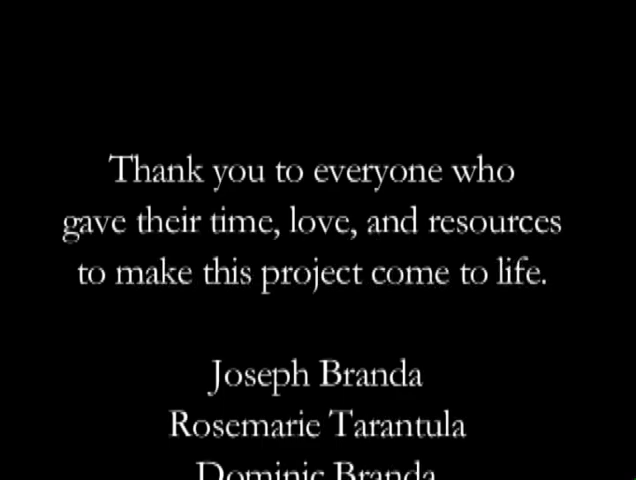 Thank you to everyone who
gave their time, love, and resources
to make this project come to life.
Joseph Branda
Rosemarie Tarantula
Dominic Branda